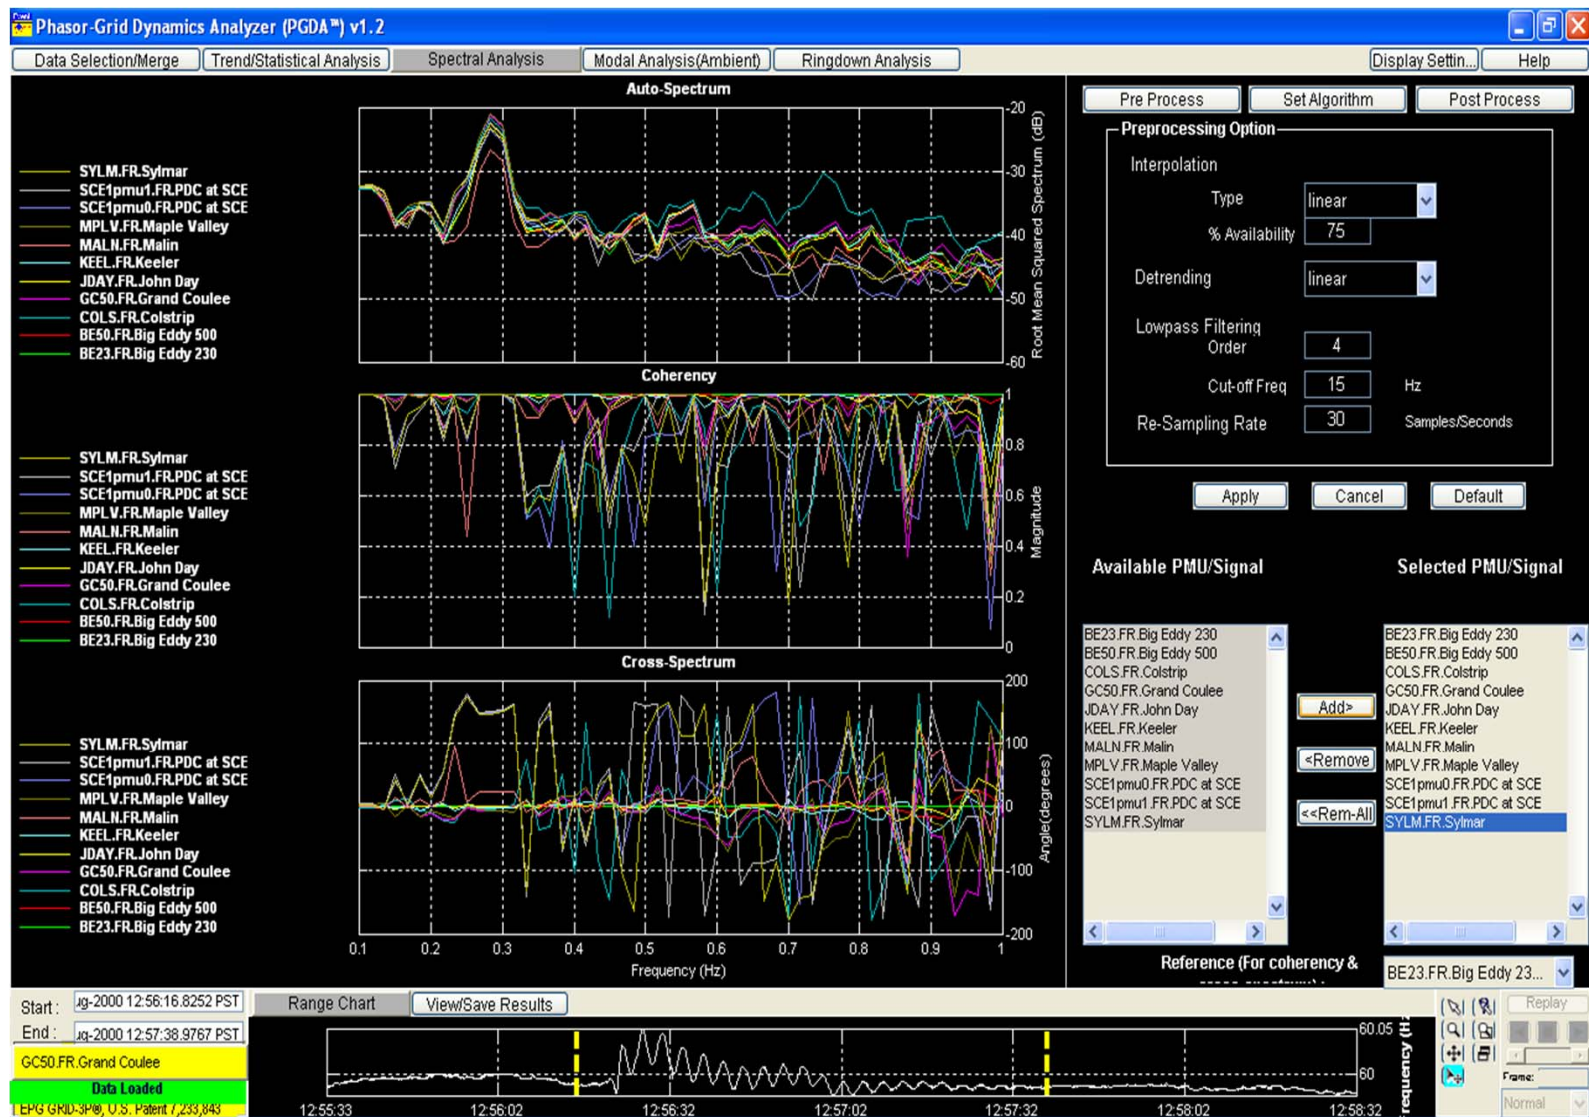 Phasor-Grid Dynamics Analyzer (PGDA™) v1.2
Data Selection/Merge
Trend/Statistical Analysis
Spectral Analysis
Modal Analysis(Ambient)
Ringdown Analysis
Display Settin...
Help
Auto-Spectrum
SYLM.FR.Sylmar
SCE1pmu1.FR.PDC at SCE
SCE1pmu0.FR.PDC at SCE
MPLV.FR.Maple Valley
MALN.FR.Malin
KEEL.FR.Keeler
JDAY.FR.John Day
GC50.FR.Grand Coulee
COLS.FR.Colstrip
BE50.FR.Big Eddy 500
BE23.FR.Big Eddy 230
-20
-30
-40
-50
-60
Root Mean Squared Spectrum (dB)
Coherency
SYLM.FR.Sylmar
SCE1pmu1.FR.PDC at SCE
SCE1pmu0.FR.PDC at SCE
MPLV.FR.Maple Valley
MALN.FR.Malin
KEEL.FR.Keeler
JDAY.FR.John Day
GC50.FR.Grand Coulee
COLS.FR.Colstrip
BE50.FR.Big Eddy 500
BE23.FR.Big Eddy 230
1
0.8
0.6
0.4
0.2
0
Magnitude
Cross-Spectrum
SYLM.FR.Sylmar
SCE1pmu1.FR.PDC at SCE
SCE1pmu0.FR.PDC at SCE
MPLV.FR.Maple Valley
MALN.FR.Malin
KEEL.FR.Keeler
JDAY.FR.John Day
GC50.FR.Grand Coulee
COLS.FR.Colstrip
BE50.FR.Big Eddy 500
BE23.FR.Big Eddy 230
200
100
0
-100
-200
Angle(degrees)
0.1 0.2 0.3 0.4 0.5 0.6 0.7 0.8 0.9 1
Frequency (Hz)
Pre Process
Set Algorithm
Post Process
Preprocessing Option
Interpolation
Type linear
% Availability 75
Detrending linear
Lowpass Filtering
Order 4
Cut-off Freq 15 Hz
Re-Sampling Rate 30 Samples/Seconds
Apply
Cancel
Default
Available PMU/Signal
BE23.FR.Big Eddy 230
BE50.FR.Big Eddy 500
COLS.FR.Colstrip
GC50.FR.Grand Coulee
JDAY.FR.John Day
KEEL.FR.Keeler
MALN.FR.Malin
MPLV.FR.Maple Valley
SCE1pmu0.FR.PDC at SCE
SCE1pmu1.FR.PDC at SCE
SYLM.FR.Sylmar
Add>
<Remove
<<Rem-All
Selected PMU/Signal
BE23.FR.Big Eddy 230
BE50.FR.Big Eddy 500
COLS.FR.Colstrip
GC50.FR.Grand Coulee
JDAY.FR.John Day
KEEL.FR.Keeler
MALN.FR.Malin
MPLV.FR.Maple Valley
SCE1pmu0.FR.PDC at SCE
SCE1pmu1.FR.PDC at SCE
SYLM.FR.Sylmar
Reference (For coherency &
BE23.FR.Big Eddy 23...
Start : ug-2000 12:56:16.8252 PST
End : ug-2000 12:57:38.9767 PST
GC50.FR.Grand Coulee
Data Loaded
EPG GRID-3P®, U.S. Patent 7,233,843
Range Chart
View/Save Results
60.05
60
requency (Hz
12:55:33 12:56:02 12:56:32 12:57:02 12:57:32 12:58:02 12:58:32
Replay
Frame:
Normal